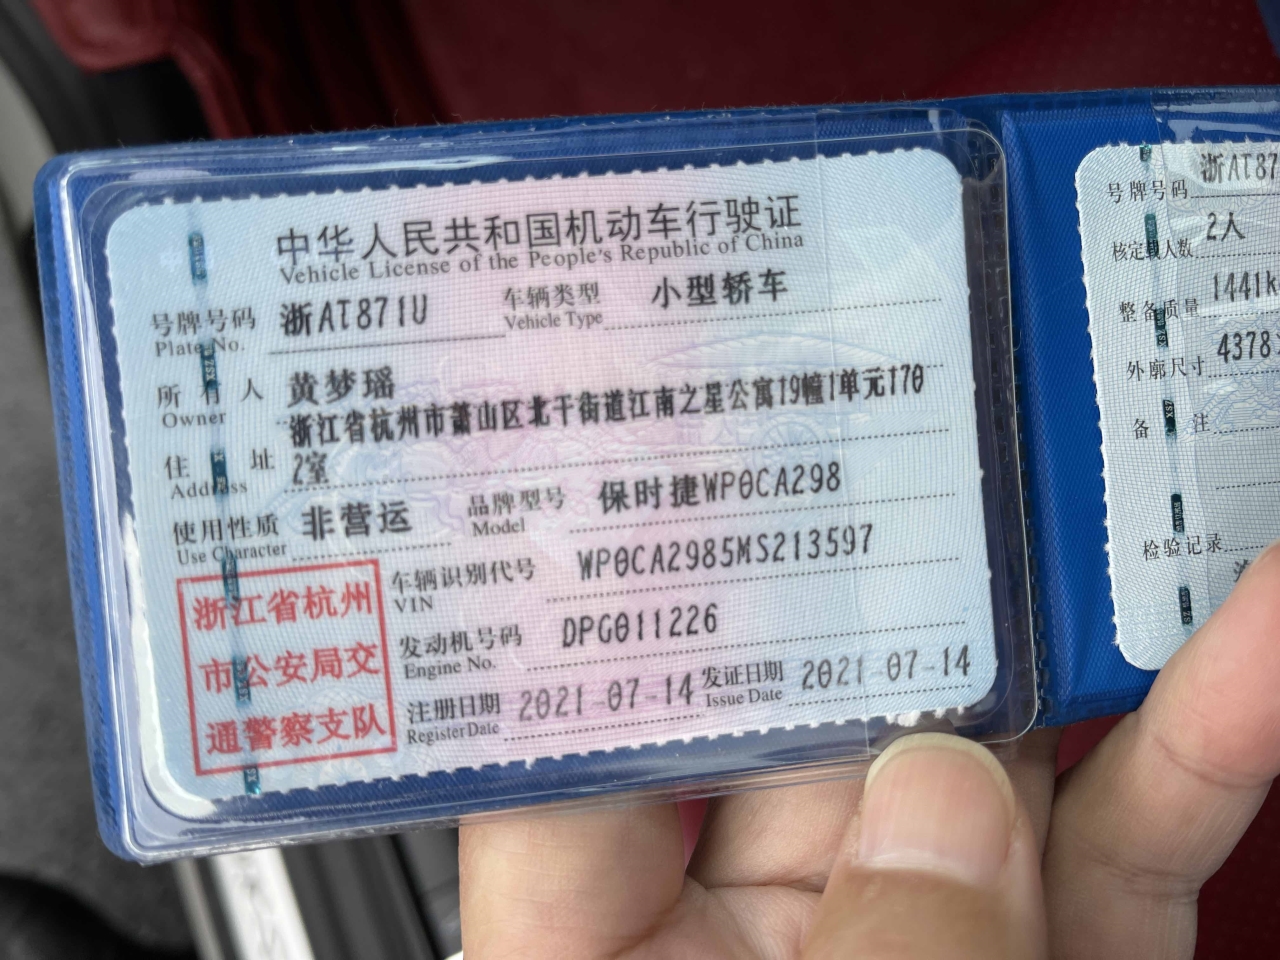 中华人民共和国机动车行驶证
Vehicle License of the People's Republic of China
号牌号码 浙AT871U 车辆类型 小型轿车
Plate No. Vehicle Type
所有人 黄梦瑶
Owner
住址 浙江省杭州市萧山区北干街道江南之星公寓19幢1单元170
Address 2室
使用性质 非营运 品牌型号 保时捷WP0CA298
Use Character Model
车辆识别代号 WP0CA2985MS213597
VIN
发动机号码 DPG011226
Engine No.
注册日期 2021-07-14 发证日期 2021-07-14
Register Date Issue Date
浙江省杭州
市公安局交
通警察支队
号牌号码 浙AT87
核定载人数 2人
整备质量 1441k
外廓尺寸 4378
备注
检验记录